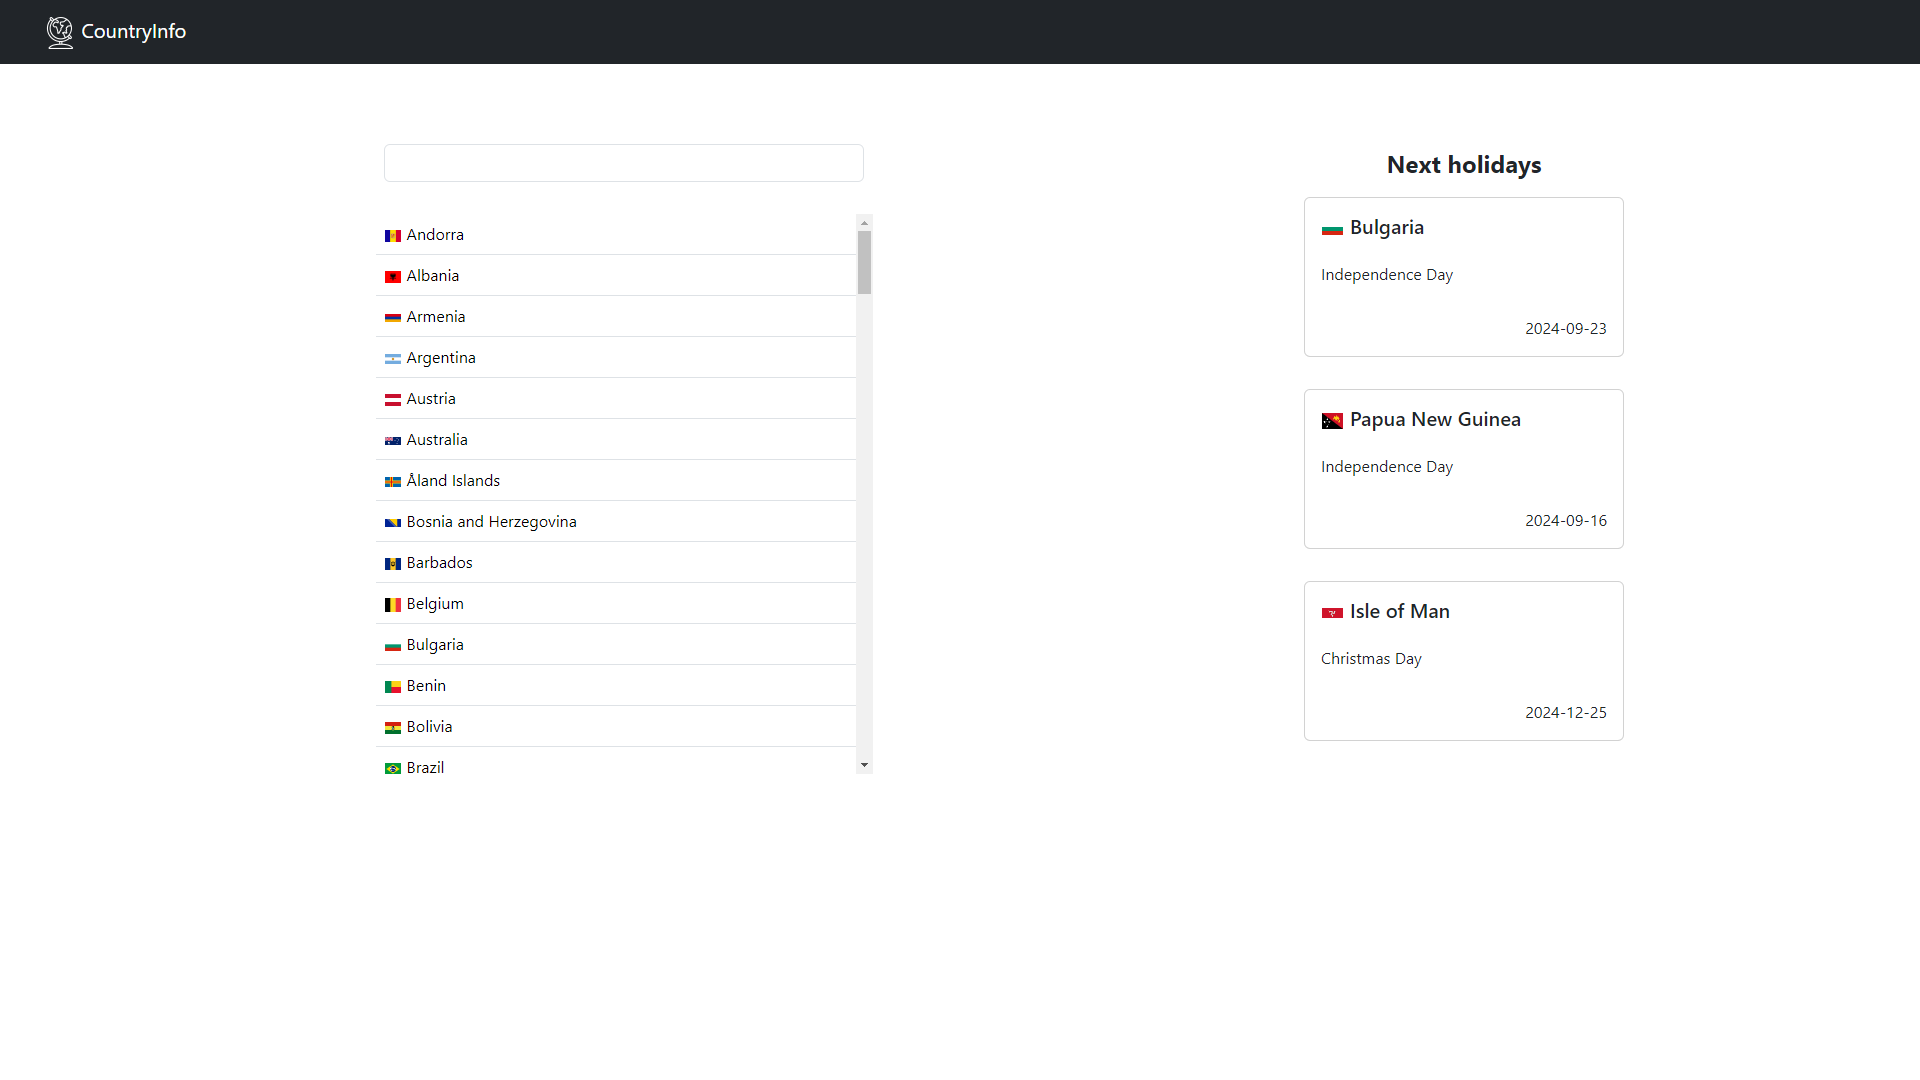 CountryInfo
Andorra
Albania
Armenia
Argentina
Austria
Australia
Åland Islands
Bosnia and Herzegovina
Barbados
Belgium
Bulgaria
Benin
Bolivia
Brazil
Next holidays
Bulgaria
Independence Day
2024-09-23
Papua New Guinea
Independence Day
2024-09-16
Isle of Man
Christmas Day
2024-12-25